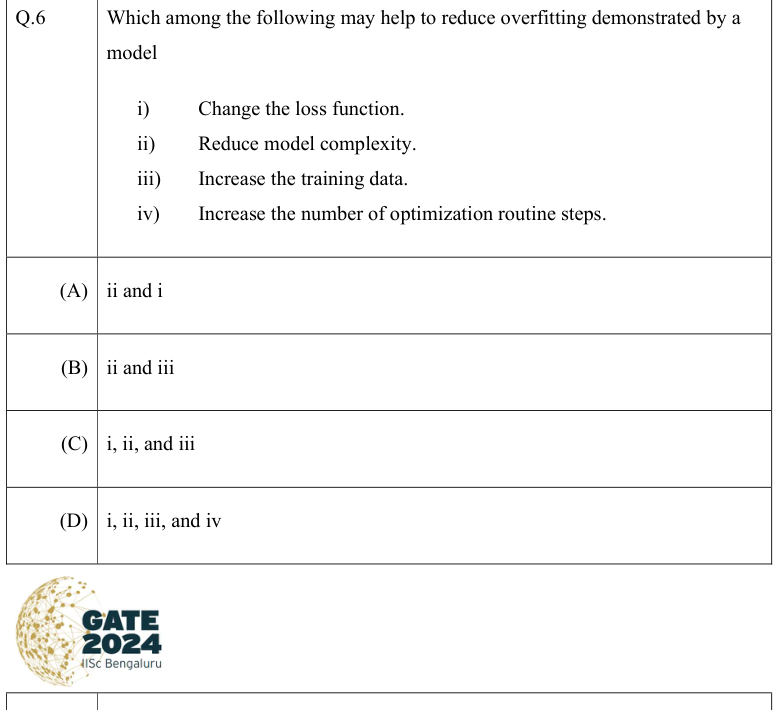 Q.6 Which among the following may help to reduce overfitting demonstrated by a
model
i) Change the loss function.
ii) Reduce model complexity.
iii) Increase the training data.
iv) Increase the number of optimization routine steps.
(A) ii and i
(B) ii and iii
(C) i, ii, and iii
(D) i, ii, iii, and iv
GATE
2024
IISc Bengaluru